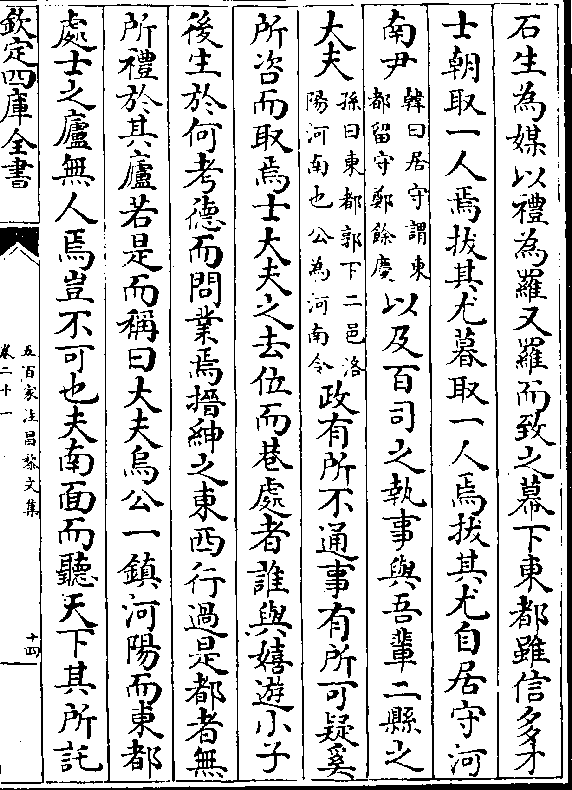 石生為媒以禮為羅又羅而致之幕下東都雖信多才
士朝取一人焉拔其尤暮取一人焉拔其尤自居守河
南尹
韓曰居守謂東
都留守鄭餘慶
以及百司之執事與吾輩二縣之
大夫
孫曰東都郭下二邑洛
陽河南也公為河南令
政有所不通事有所可疑奚
所咨而取焉士大夫之去位而巷處者誰與嬉遊小子
後生於何考德而問業焉搢紳之東西行過是都者無
所禮於其廬若是而稱曰大夫烏公一鎮河陽而東都
處士之廬無人焉豈不可也夫南面而聽天下其所託
欽定四庫全書
五百家注昌黎文集
卷二十一
十四